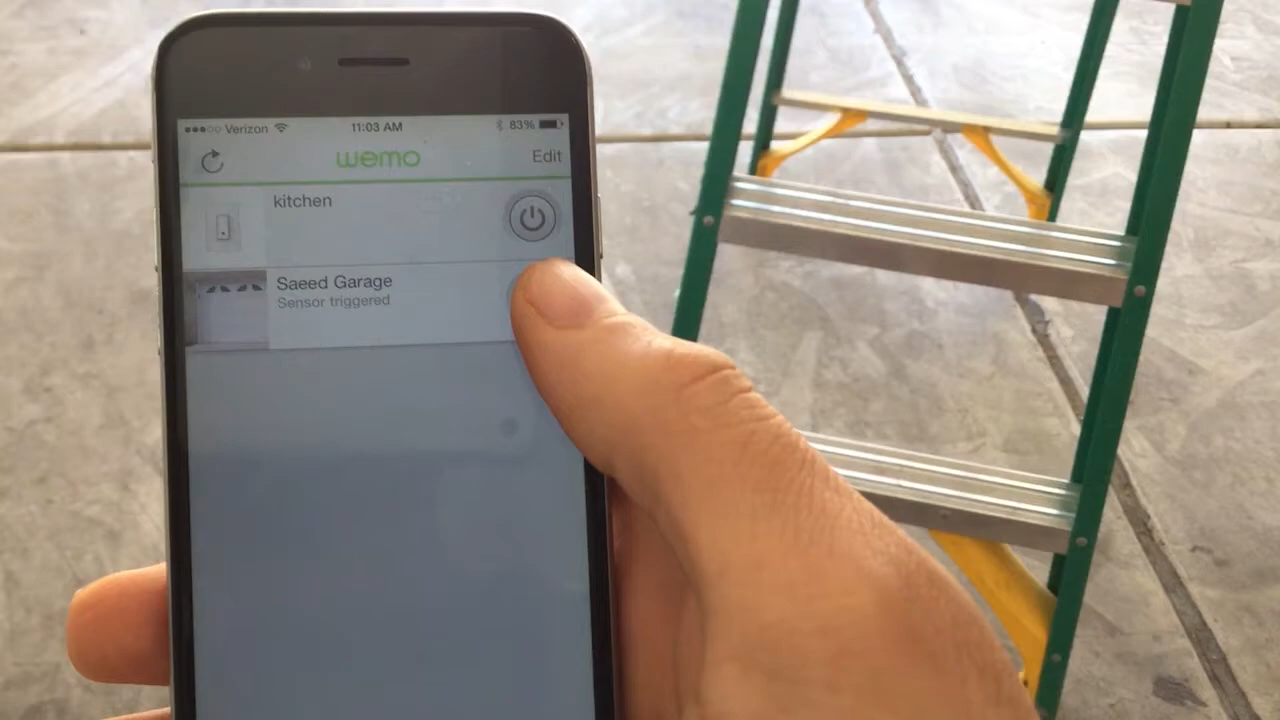 Verizon 11:03 AM 83%
wemo Edit
kitchen
Saeed Garage
Sensor triggered